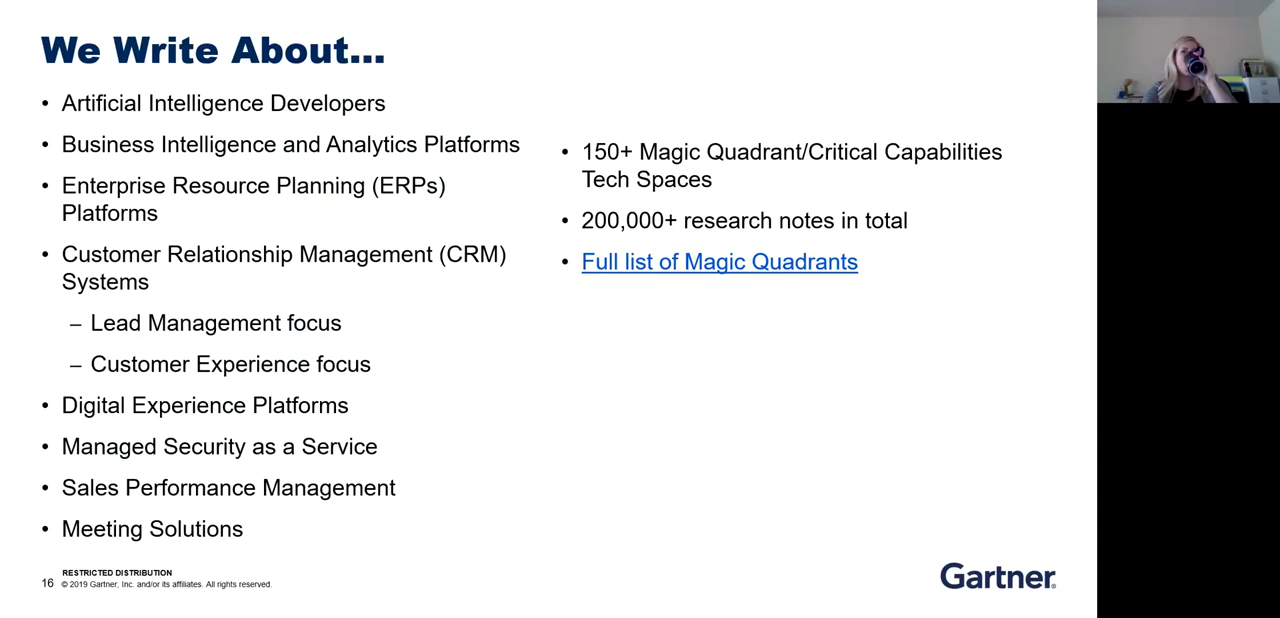 We Write About...
• Artificial Intelligence Developers
• Business Intelligence and Analytics Platforms
• Enterprise Resource Planning (ERPs)
Platforms
• Customer Relationship Management (CRM)
Systems
– Lead Management focus
– Customer Experience focus
• Digital Experience Platforms
• Managed Security as a Service
• Sales Performance Management
• Meeting Solutions
• 150+ Magic Quadrant/Critical Capabilities
Tech Spaces
• 200,000+ research notes in total
• Full list of Magic Quadrants
16
RESTRICTED DISTRIBUTION
© 2019 Gartner, Inc. and/or its affiliates. All rights reserved.
Gartner®